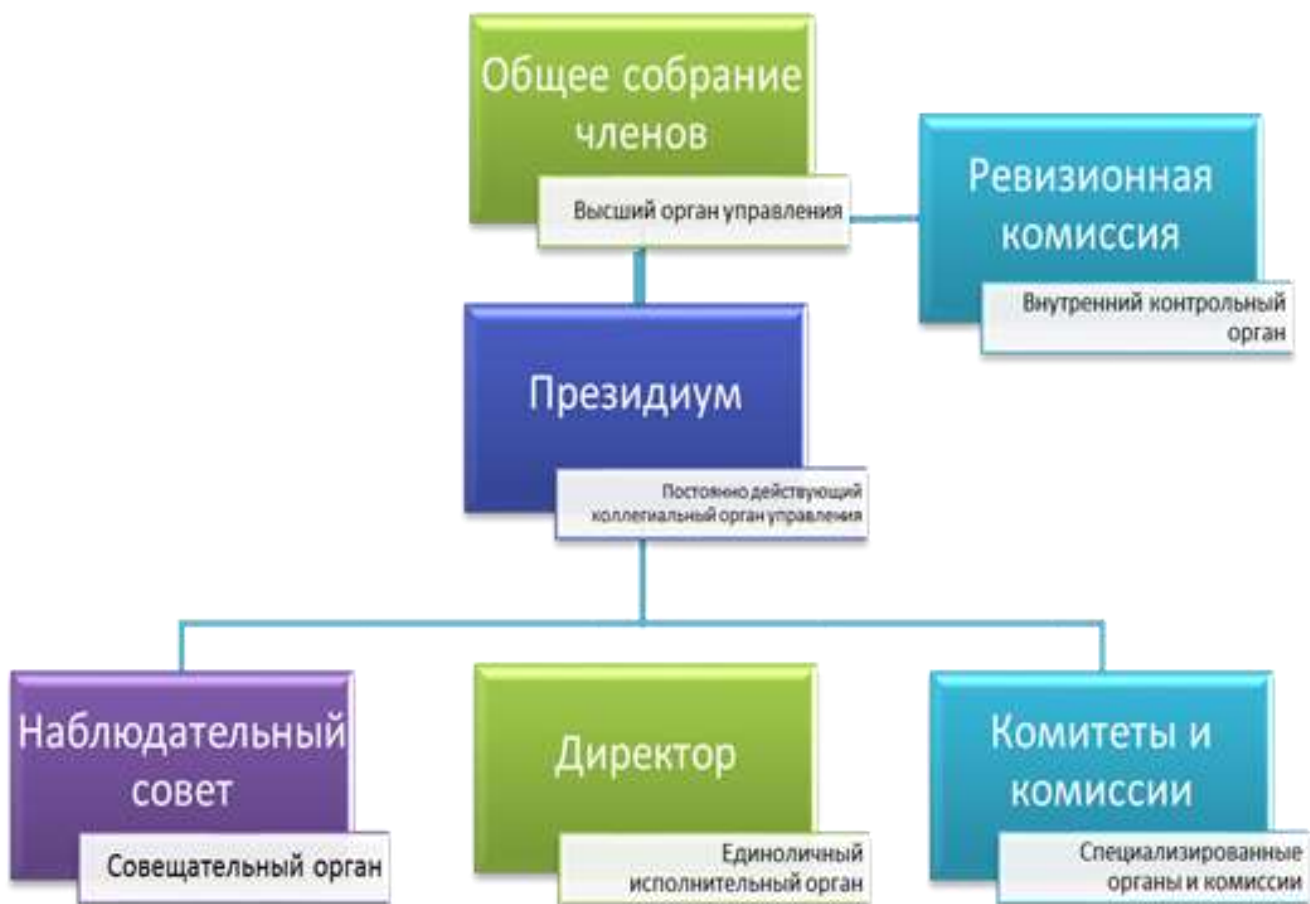 Общее собрание
членов
Высший орган управления
Ревизионная
комиссия
Внутренний контрольный
орган
Президиум
Постоянно действующий
коллегиальный орган управления
Наблюдательный
совет
Совещательный орган
Директор
Единоличный
исполнительный орган
Комитеты и
комиссии
Специализированные
органы и комиссии